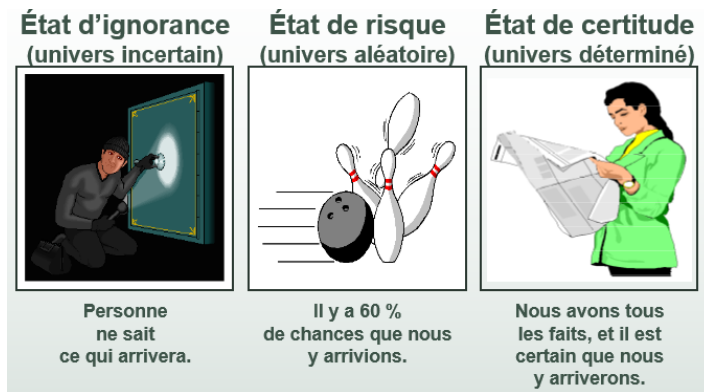 État d’ignorance
(univers incertain)
État de risque
(univers aléatoire)
État de certitude
(univers déterminé)
Personne
ne sait
ce qui arrivera.
Il y a 60 %
de chances que nous
y arrivions.
Nous avons tous
les faits, et il est
certain que nous
y arriverons.